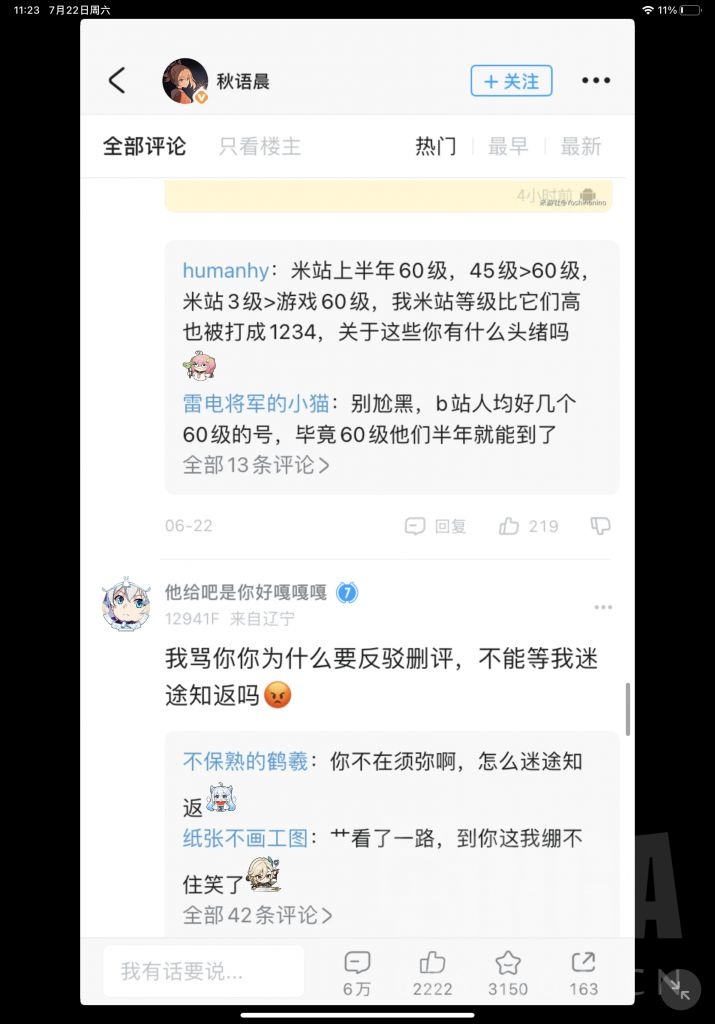 11:23 7月22日周六
11%
秋语晨
+ 关注
全部评论 只看楼主 热门 最早 最新
4小时前
humanhy：米站上半年60级，45级>60级，
米站3级>游戏60级，我米站等级比它们高
也被打成1234，关于这些你有什么头绪吗
雷电将军的小猫：别尬黑，b站人均好几个
60级的号，毕竟60级他们半年就能到了
全部13条评论>
06-22 回复 219
他给吧是你好嘎嘎嘎 7
12941F 来自辽宁
我骂你你为什么要反驳删评，不能等我迷
途知返吗
不保熟的鹤羲：你不在须弥啊，怎么迷途知
返
纸张不画工图：艹看了一路，到你这我绷不
住笑了
全部42条评论>
我有话要说...
6万 2222 3150 163